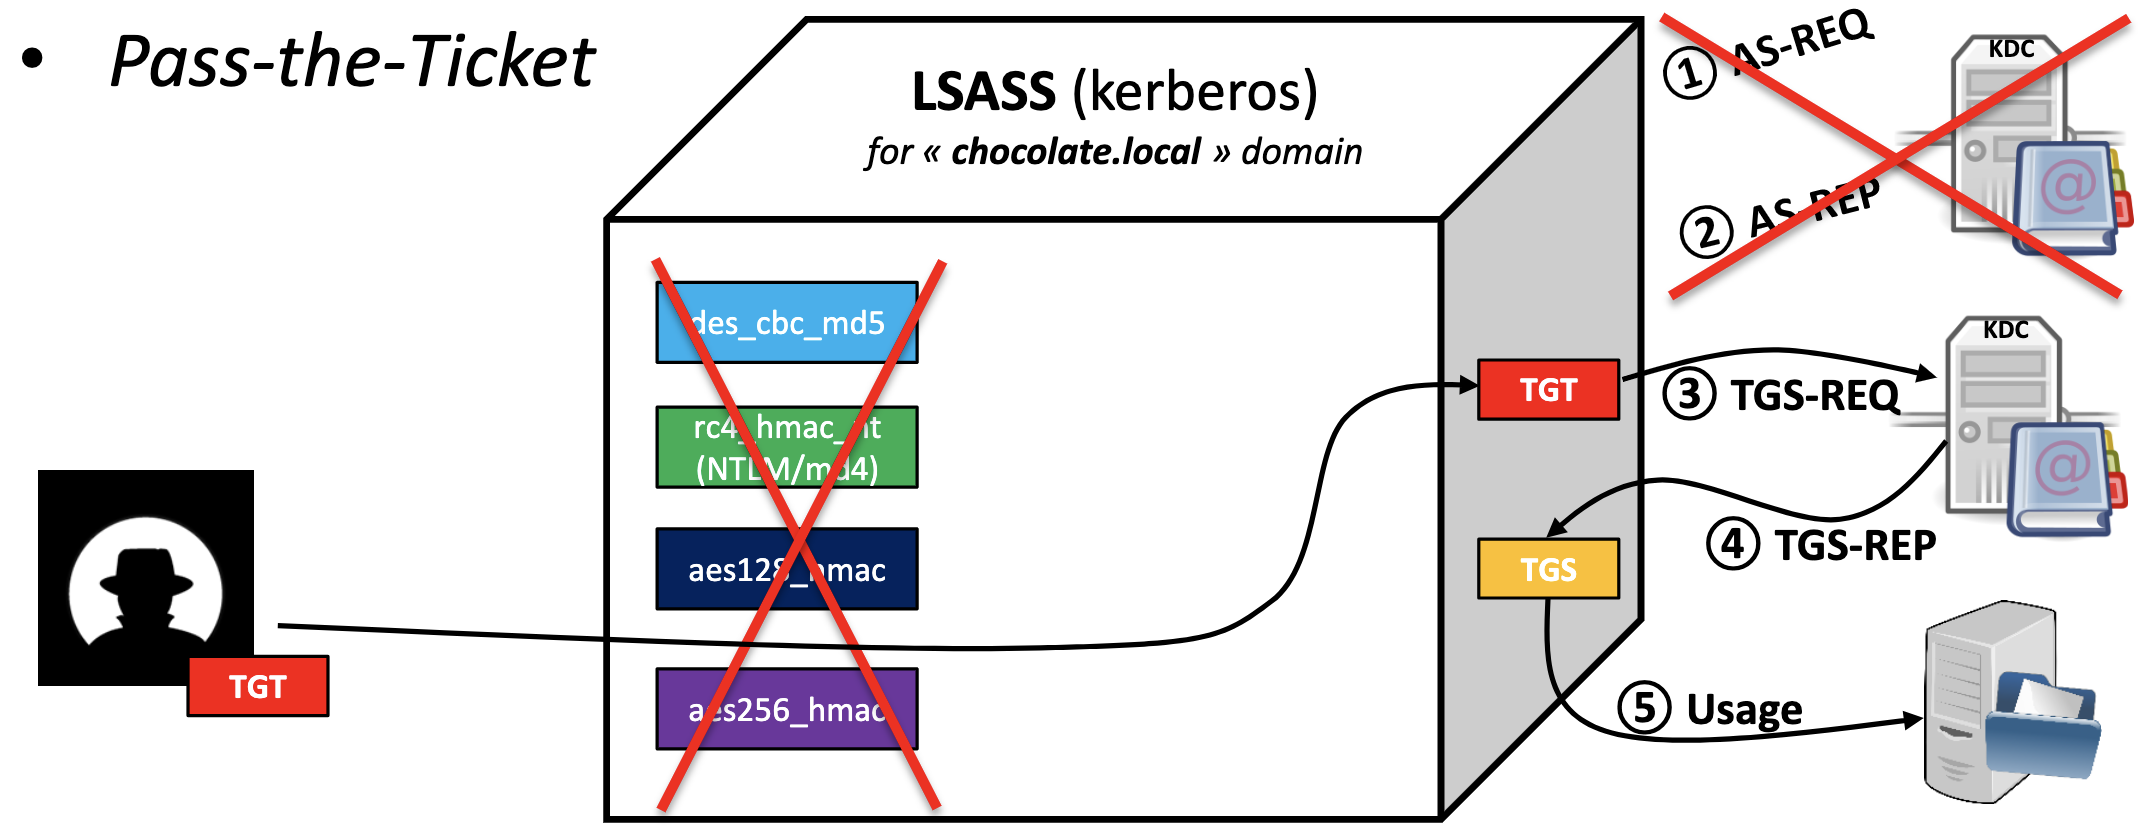 • Pass-the-Ticket
LSASS (kerberos)
for « chocolate.local » domain
① AS-REQ
KDC
② AS-REP
@
des_cbc_md5
rc4_hmac_nt
(NTLM/md4)
aes128_hmac
aes256_hmac
TGT
TGT
③ TGS-REQ
KDC
@
④ TGS-REP
TGS
⑤ Usage